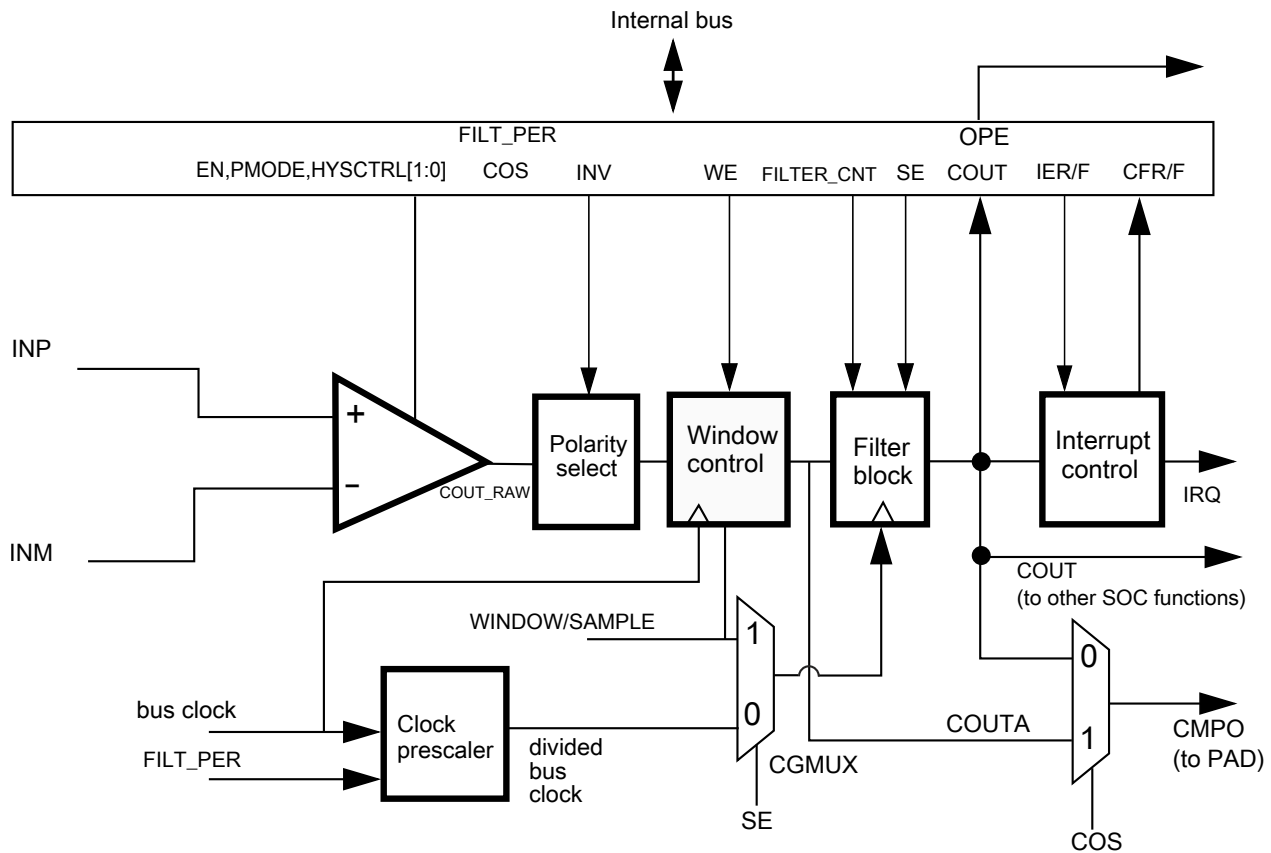 Internal bus
FILT_PER
OPE
EN,PMODE,HYSCTRL[1:0]
COS
INV
WE
FILTER_CNT
SE
COUT
IER/F
CFR/F
INP
+
−
INM
COUT_RAW
Polarity
select
Window
control
Filter
block
Interrupt
control
IRQ
COUT
(to other SOC functions)
WINDOW/SAMPLE
1
0
CGMUX
SE
bus clock
FILT_PER
Clock
prescaler
divided
bus
clock
COUTA
0
1
COS
CMPO
(to PAD)